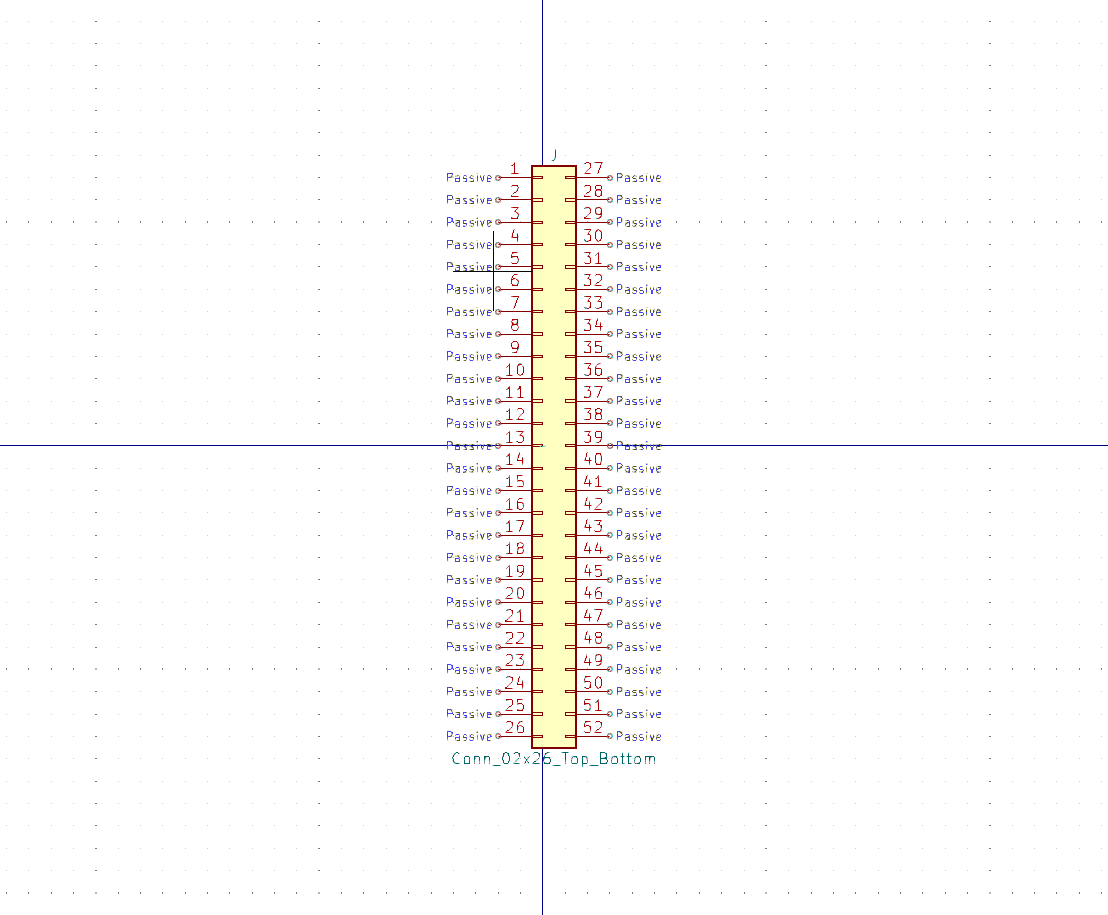 J
Passive 1 27 Passive
Passive 2 28 Passive
Passive 3 29 Passive
Passive 4 30 Passive
Passive 5 31 Passive
Passive 6 32 Passive
Passive 7 33 Passive
Passive 8 34 Passive
Passive 9 35 Passive
Passive 10 36 Passive
Passive 11 37 Passive
Passive 12 38 Passive
Passive 13 39 Passive
Passive 14 40 Passive
Passive 15 41 Passive
Passive 16 42 Passive
Passive 17 43 Passive
Passive 18 44 Passive
Passive 19 45 Passive
Passive 20 46 Passive
Passive 21 47 Passive
Passive 22 48 Passive
Passive 23 49 Passive
Passive 24 50 Passive
Passive 25 51 Passive
Passive 26 52 Passive
Conn_02x26_Top_Bottom